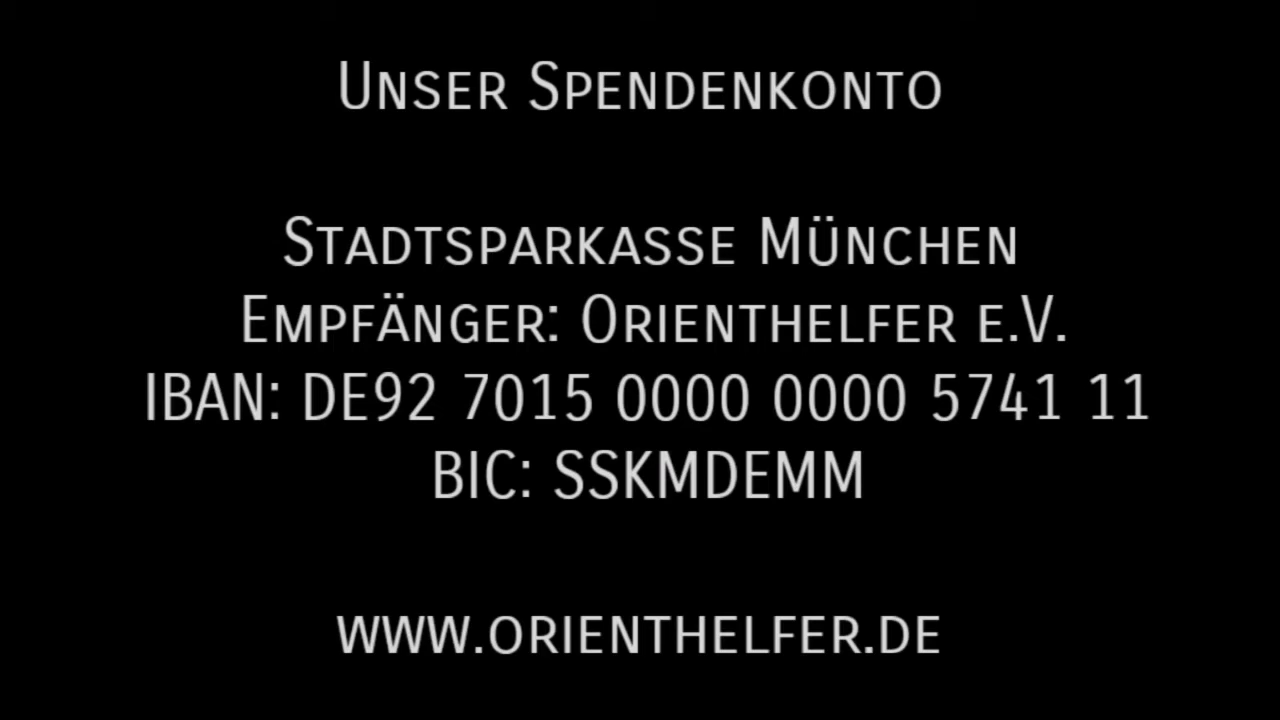 Unser Spendenkonto
Stadtsparkasse München
Empfänger: Orienthelfer e.V.
IBAN: DE92 7015 0000 0000 5741 11
BIC: SSKMDEMM
www.orienthelfer.de